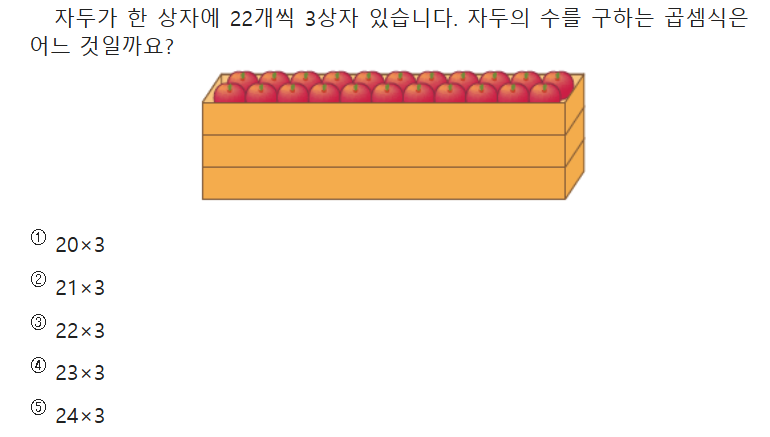 자두가 한 상자에 22개씩 3상자 있습니다. 자두의 수를 구하는 곱셈식은
어느 것일까요?
① 20×3
② 21×3
③ 22×3
④ 23×3
⑤ 24×3